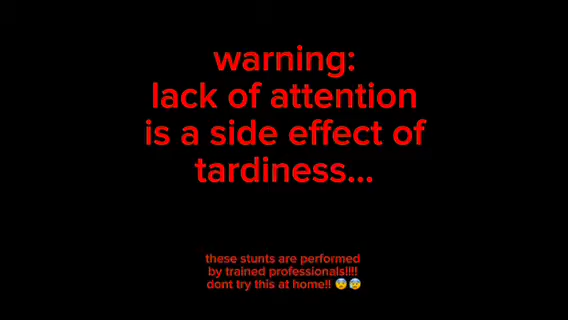 warning:
lack of attention
is a side effect of
tardiness...
these stunts are performed
by trained professionals!!!!
dont try this at home!! 😰😰